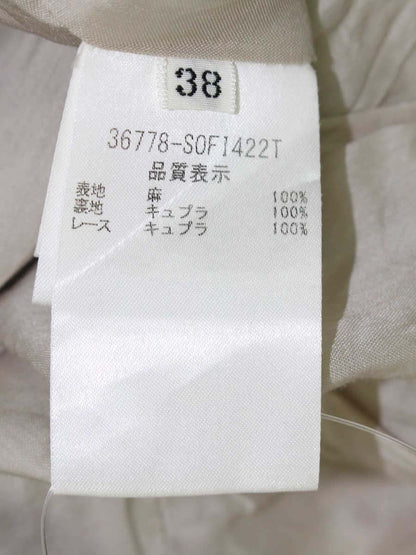 38
36778-SOFI422T
品質表示
表地 麻 100%
裏地 キュプラ 100%
レース キュプラ 100%